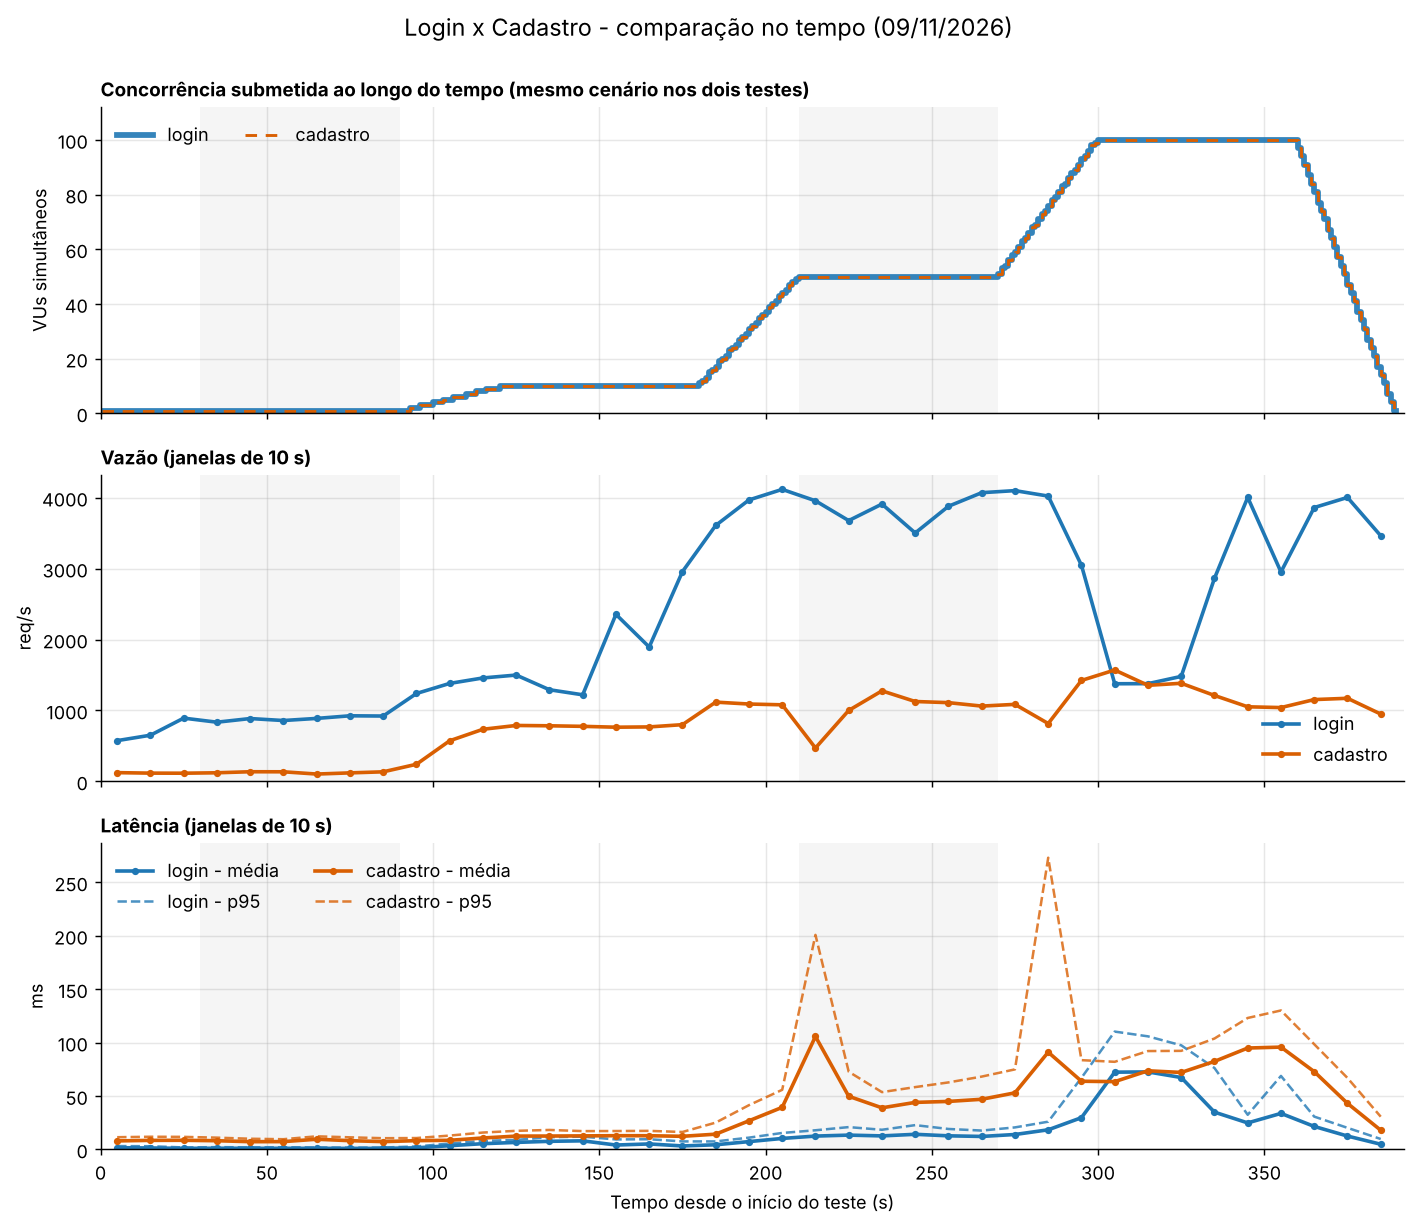 Login x Cadastro - comparação no tempo (09/11/2026)
Concorrência submetida ao longo do tempo (mesmo cenário nos dois testes)
login
cadastro
VUs simultâneos
100
80
60
40
20
0
Vazão (janelas de 10 s)
req/s
4000
3000
2000
1000
0
login
cadastro
Latência (janelas de 10 s)
login - média
cadastro - média
login - p95
cadastro - p95
ms
250
200
150
100
50
0
0 50 100 150 200 250 300 350
Tempo desde o início do teste (s)